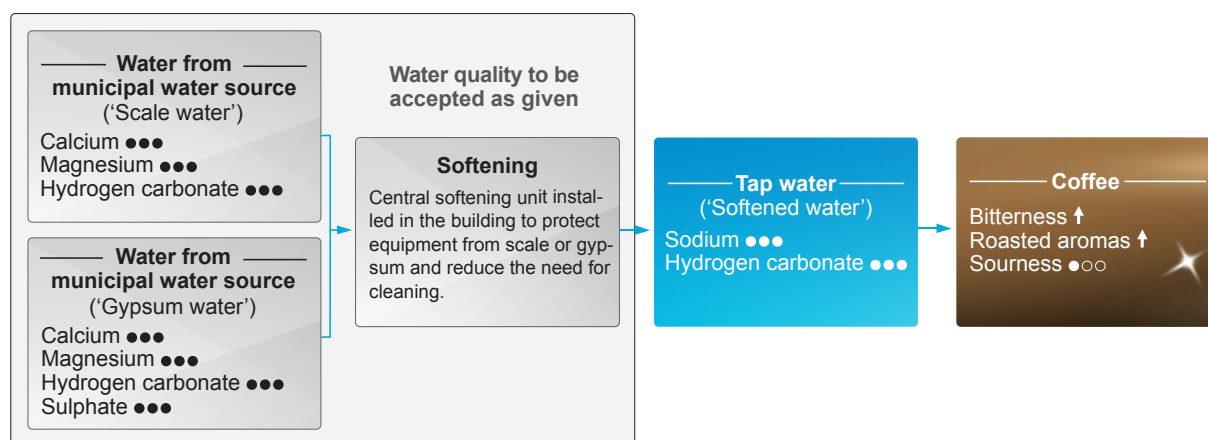 Water from
municipal water source
(‘Scale water’)
Calcium ●●●
Magnesium ●●●
Hydrogen carbonate ●●●
Water from
municipal water source
(‘Gypsum water’)
Calcium ●●●
Magnesium ●●●
Hydrogen carbonate ●●●
Sulphate ●●●
Water quality to be
accepted as given
Softening
Central softening unit instal-
led in the building to protect
equipment from scale or gyp-
sum and reduce the need for
cleaning.
Tap water
(‘Softened water’)
Sodium ●●●
Hydrogen carbonate ●●●
Coffee
Bitterness ↑
Roasted aromas ↑
Sourness ●○○